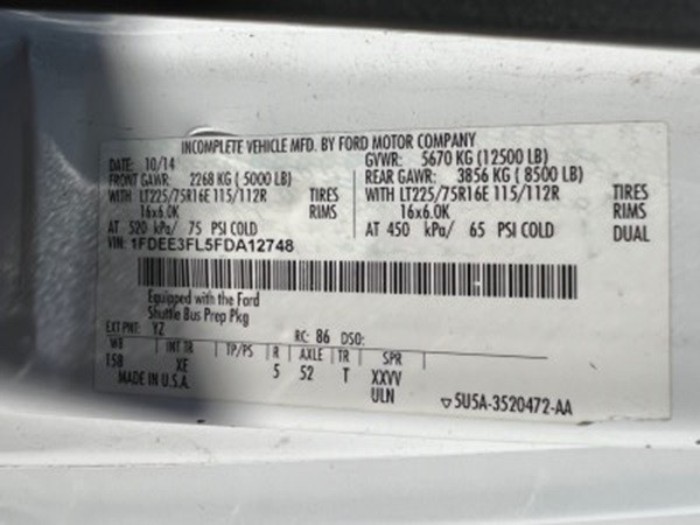 INCOMPLETE VEHICLE MFD. BY FORD MOTOR COMPANY
DATE: 10/14 GVWR: 5670 KG (12500 LB)
FRONT GAWR: 2268 KG ( 5000 LB) REAR GAWR: 3856 KG ( 8500 LB)
WITH LT225/75R16E 115/112R TIRES WITH LT225/75R16E 115/112R TIRES
16x6.0K RIMS 16x6.0K RIMS
AT 520 kPa/ 75 PSI COLD AT 450 kPa/ 65 PSI COLD DUAL
VIN: 1FDEE3FL5FDA12748
Equipped with the Ford
Shuttle Bus Prep Pkg
EXT PNT: YZ RC: 86 DSO:
WB | INT TR | TP/PS | R | AXLE | TR | SPR |
158 XE 5 52 T XXVV
MADE IN U.S.A. ULN
▽5U5A-3520472-AA